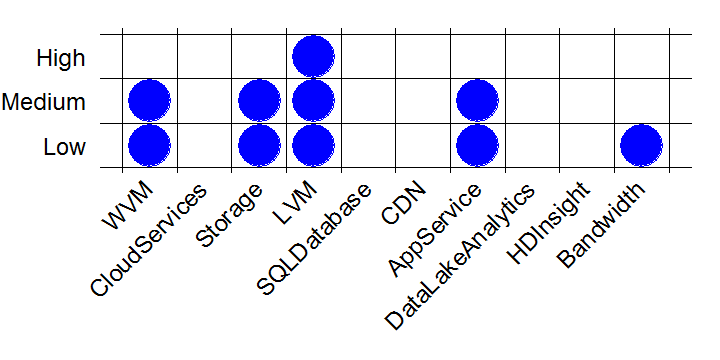 High
Medium
Low
WVM
CloudServices
Storage
LVM
SQLDatabase
CDN
AppService
DataLakeAnalytics
HDInsight
Bandwidth